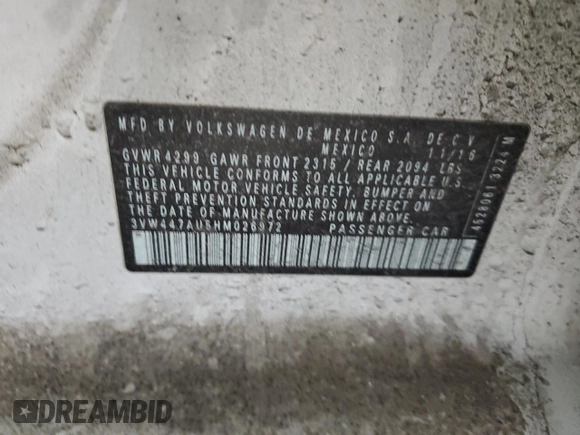 MFD BY VOLKSWAGEN DE MEXICO S.A. DE C.V.
MEXICO 11/16
GVWR 4299 GAWR FRONT 2315 / REAR 2094 LBS
THIS VEHICLE CONFORMS TO ALL APPLICABLE U.S.
FEDERAL MOTOR VEHICLE SAFETY, BUMPER AND
THEFT PREVENTION STANDARDS IN EFFECT ON
THE DATE OF MANUFACTURE SHOWN ABOVE.
3VW447AU5HM028972 PASSENGER CAR
4526061 3724 M
DREAMBID